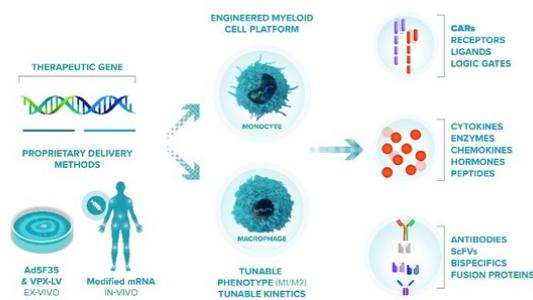 THERAPEUTIC GENE
PROPRIETARY DELIVERY
METHODS
Ad5F35
& VPX-LV
EX-VIVO
Modified mRNA
IN-VIVO
ENGINEERED MYELOID
CELL PLATFORM
MONOCYTE
MACROPHAGE
TUNABLE
PHENOTYPE (M1/M2)
TUNABLE KINETICS
CARs
RECEPTORS
LIGANDS
LOGIC GATES
CYTOKINES
ENZYMES
CHEMOKINES
HORMONES
PEPTIDES
ANTIBODIES
ScFVs
BISPECIFICS
FUSION PROTEINS